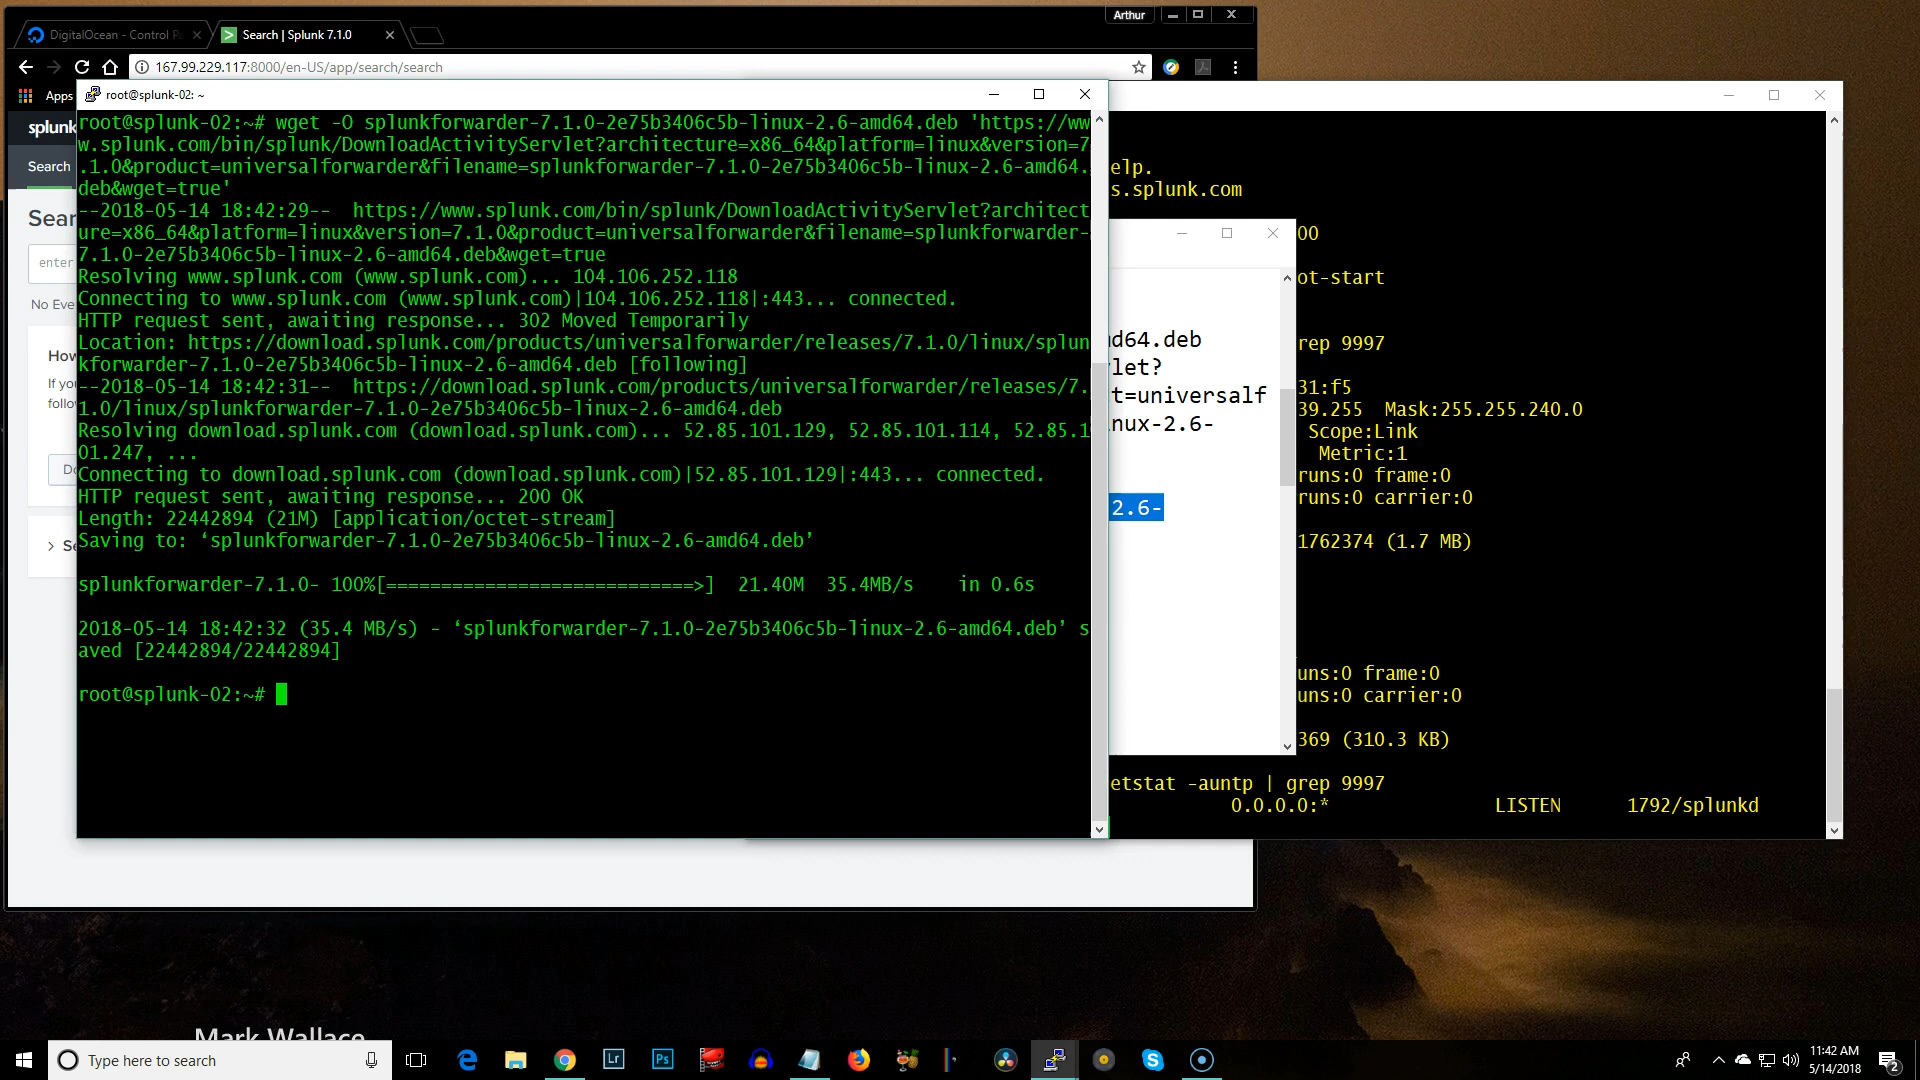 Arthur
DigitalOcean - Control P
Search | Splunk 7.1.0
167.99.229.117:8000/en-US/app/search/search
Apps
root@splunk-02: ~
splunk
Search
Sear
enter
No Eve
How
If you
follo
Do
Se
root@splunk-02:~# wget -O splunkforwarder-7.1.0-2e75b3406c5b-linux-2.6-amd64.deb 'https://ww
w.splunk.com/bin/splunk/DownloadActivityServlet?architecture=x86_64&platform=linux&version=7
.1.0&product=universalforwarder&filename=splunkforwarder-7.1.0-2e75b3406c5b-linux-2.6-amd64.
deb&wget=true'
--2018-05-14 18:42:29--  https://www.splunk.com/bin/splunk/DownloadActivityServlet?architect
ure=x86_64&platform=linux&version=7.1.0&product=universalforwarder&filename=splunkforwarder-
7.1.0-2e75b3406c5b-linux-2.6-amd64.deb&wget=true
Resolving www.splunk.com (www.splunk.com)... 104.106.252.118
Connecting to www.splunk.com (www.splunk.com)|104.106.252.118|:443... connected.
HTTP request sent, awaiting response... 302 Moved Temporarily
Location: https://download.splunk.com/products/universalforwarder/releases/7.1.0/linux/splun
kforwarder-7.1.0-2e75b3406c5b-linux-2.6-amd64.deb [following]
--2018-05-14 18:42:31--  https://download.splunk.com/products/universalforwarder/releases/7.
1.0/linux/splunkforwarder-7.1.0-2e75b3406c5b-linux-2.6-amd64.deb
Resolving download.splunk.com (download.splunk.com)... 52.85.101.129, 52.85.101.114, 52.85.1
01.247, ...
Connecting to download.splunk.com (download.splunk.com)|52.85.101.129|:443... connected.
HTTP request sent, awaiting response... 200 OK
Length: 22442894 (21M) [application/octet-stream]
Saving to: ‘splunkforwarder-7.1.0-2e75b3406c5b-linux-2.6-amd64.deb’
splunkforwarder-7.1.0- 100%[============================>]  21.40M  35.4MB/s    in 0.6s
2018-05-14 18:42:32 (35.4 MB/s) - ‘splunkforwarder-7.1.0-2e75b3406c5b-linux-2.6-amd64.deb’ s
aved [22442894/22442894]
root@splunk-02:~#
md64.deb
let?
t=universalf
nux-2.6-
2.6-
elp.
s.splunk.com
00
ot-start
rep 9997
31:f5
39.255  Mask:255.255.240.0
Scope:Link
Metric:1
runs:0 frame:0
runs:0 carrier:0
1762374 (1.7 MB)
uns:0 frame:0
uns:0 carrier:0
369 (310.3 KB)
etstat -auntp | grep 9997
0.0.0.0:*               LISTEN      1792/splunkd
Mark Wallace
Type here to search
Lr
Ps
11:42 AM
5/14/2018
2